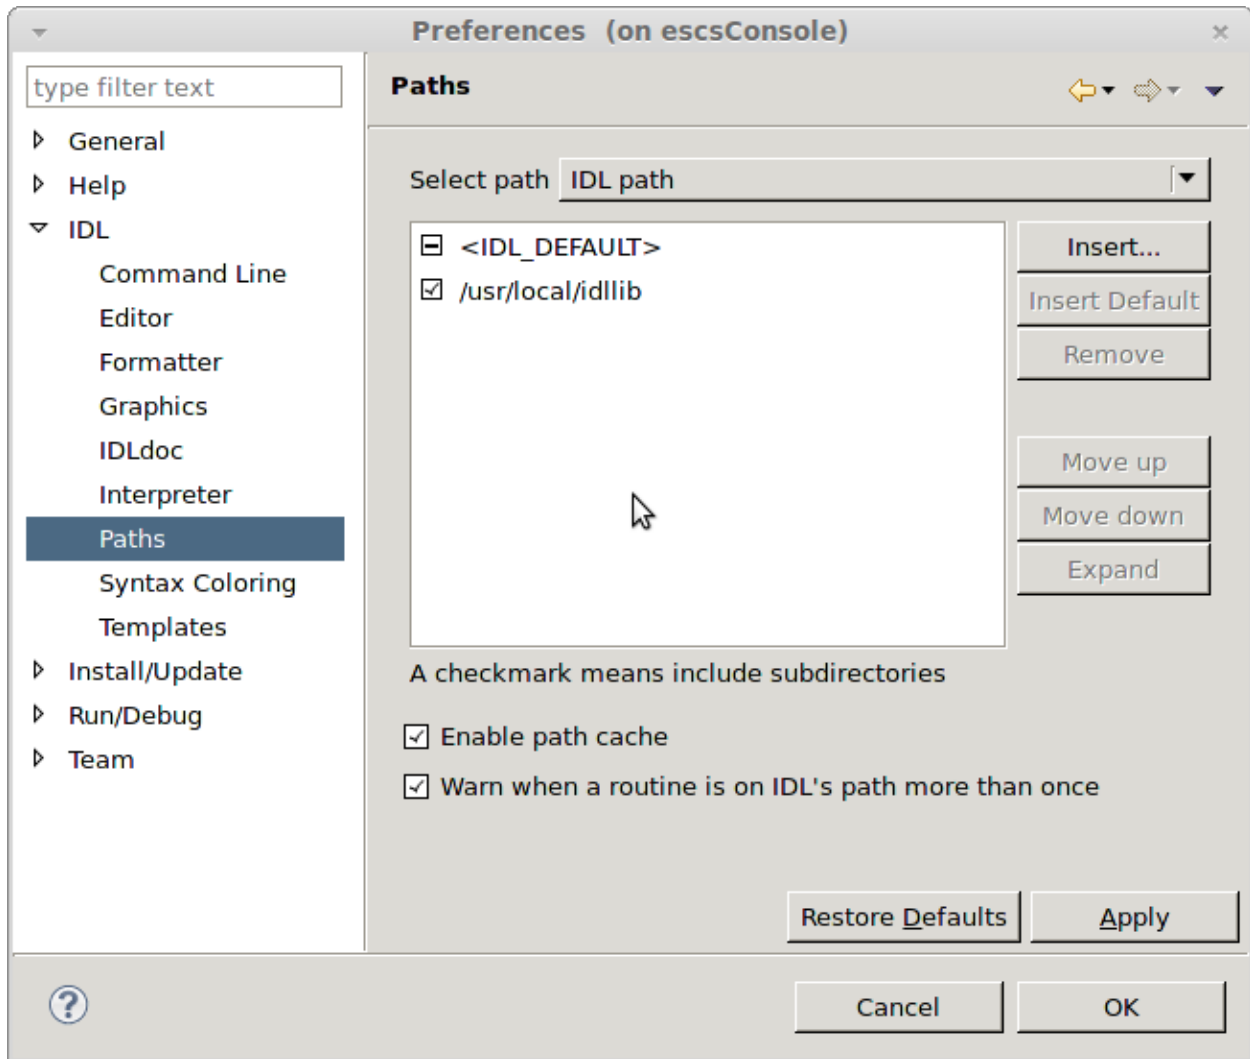 Preferences (on escsConsole)
type filter text
General
Help
IDL
Command Line
Editor
Formatter
Graphics
IDLdoc
Interpreter
Paths
Syntax Coloring
Templates
Install/Update
Run/Debug
Team
Paths
Select path IDL path
<IDL_DEFAULT>
/usr/local/idllib
Insert...
Insert Default
Remove
Move up
Move down
Expand
A checkmark means include subdirectories
Enable path cache
Warn when a routine is on IDL's path more than once
Restore Defaults Apply
? Cancel OK